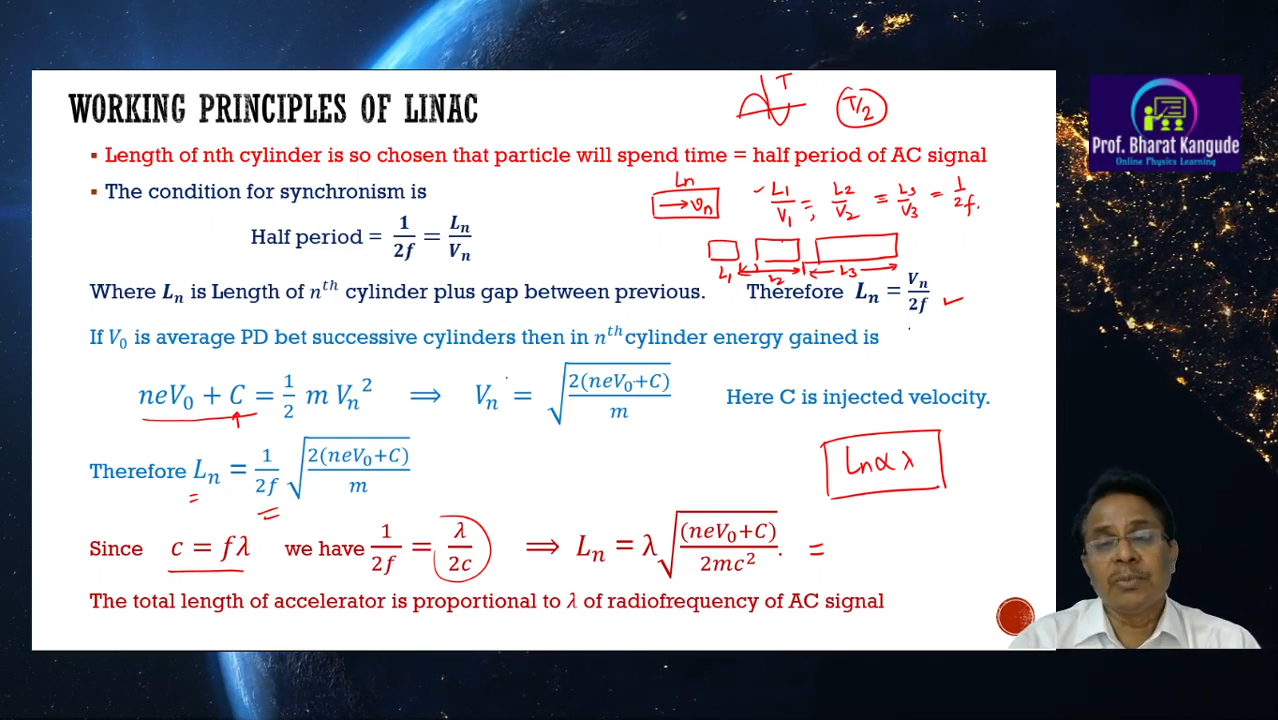 WORKING PRINCIPLES OF LINAC
T
T/2
▪ Length of nth cylinder is so chosen that particle will spend time = half period of AC signal
▪ The condition for synchronism is
Ln
→ Vn
L1/V1 = L2/V2 = L3/V3 = 1/2f.
Half period = 1/2f = Ln/Vn
L1 L2 L3
Where Ln is Length of n^th cylinder plus gap between previous. Therefore Ln = Vn/2f
If V0 is average PD bet successive cylinders then in n^th cylinder energy gained is
neV0 + C = 1/2 m Vn^2 ⟹ Vn = √(2(neV0+C)/m) Here C is injected velocity.
Therefore Ln = 1/2f √(2(neV0+C)/m)
Ln α λ
Since c = fλ we have 1/2f = λ/2c ⟹ Ln = λ√((neV0+C)/2mc^2). =
The total length of accelerator is proportional to λ of radiofrequency of AC signal
Prof. Bharat Kangude
Online Physics Learning